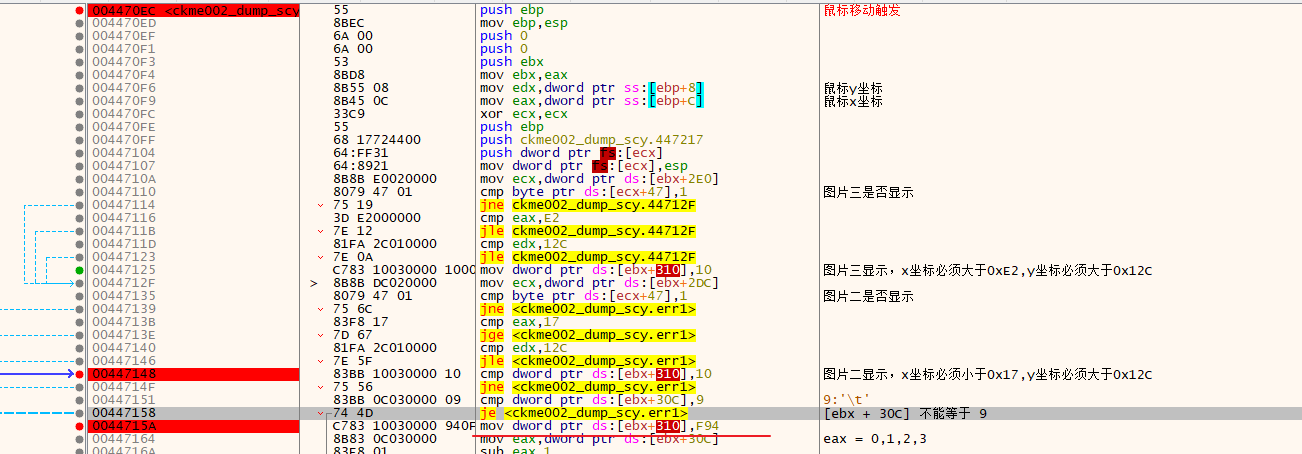 004470EC <ckme002_dump_scy 55 push ebp 鼠标移动触发
004470ED 8BEC mov ebp,esp
004470EF 6A 00 push 0
004470F1 6A 00 push 0
004470F3 53 push ebx
004470F4 8BD8 mov ebx,eax
004470F6 8B55 08 mov edx,dword ptr ss:[ebp+8] 鼠标y坐标
004470F9 8B45 0C mov eax,dword ptr ss:[ebp+C] 鼠标x坐标
004470FC 33C9 xor ecx,ecx
004470FE 55 push ebp
004470FF 68 17724400 push ckme002_dump_scy.447217
00447104 64:FF31 push dword ptr fs:[ecx]
00447107 64:8921 mov dword ptr fs:[ecx],esp
0044710A 8B8B E0020000 mov ecx,dword ptr ds:[ebx+2E0]
00447110 8079 47 01 cmp byte ptr ds:[ecx+47],1 图片三是否显示
00447114 75 19 jne ckme002_dump_scy.44712F
00447116 3D E2000000 cmp eax,E2
0044711B 7E 12 jle ckme002_dump_scy.44712F
0044711D 81FA 2C010000 cmp edx,12C
00447123 7E 0A jle ckme002_dump_scy.44712F
00447125 C783 10030000 1000 mov dword ptr ds:[ebx+310],10 图片三显示，x坐标必须大于0xE2,y坐标必须大于0x12C
0044712F > 8B8B DC020000 mov ecx,dword ptr ds:[ebx+2DC]
00447135 8079 47 01 cmp byte ptr ds:[ecx+47],1 图片二是否显示
00447139 75 6C jne <ckme002_dump_scy.err1>
0044713B 83F8 17 cmp eax,17
0044713E 7D 67 jge <ckme002_dump_scy.err1>
00447140 81FA 2C010000 cmp edx,12C
00447146 7E 5F jle <ckme002_dump_scy.err1>
00447148 83BB 10030000 10 cmp dword ptr ds:[ebx+310],10 图片二显示，x坐标必须小于0x17,y坐标必须大于0x12C
0044714F 75 56 jne <ckme002_dump_scy.err1>
00447151 83BB 0C030000 09 cmp dword ptr ds:[ebx+30C],9 9:'\t'
00447158 74 4D je <ckme002_dump_scy.err1> [ebx + 30C] 不能等于 9
0044715A C783 10030000 940F mov dword ptr ds:[ebx+310],F94
00447164 8B83 0C030000 mov eax,dword ptr ds:[ebx+30C] eax = 0,1,2,3
0044716A 83E8 01 sub eax,1